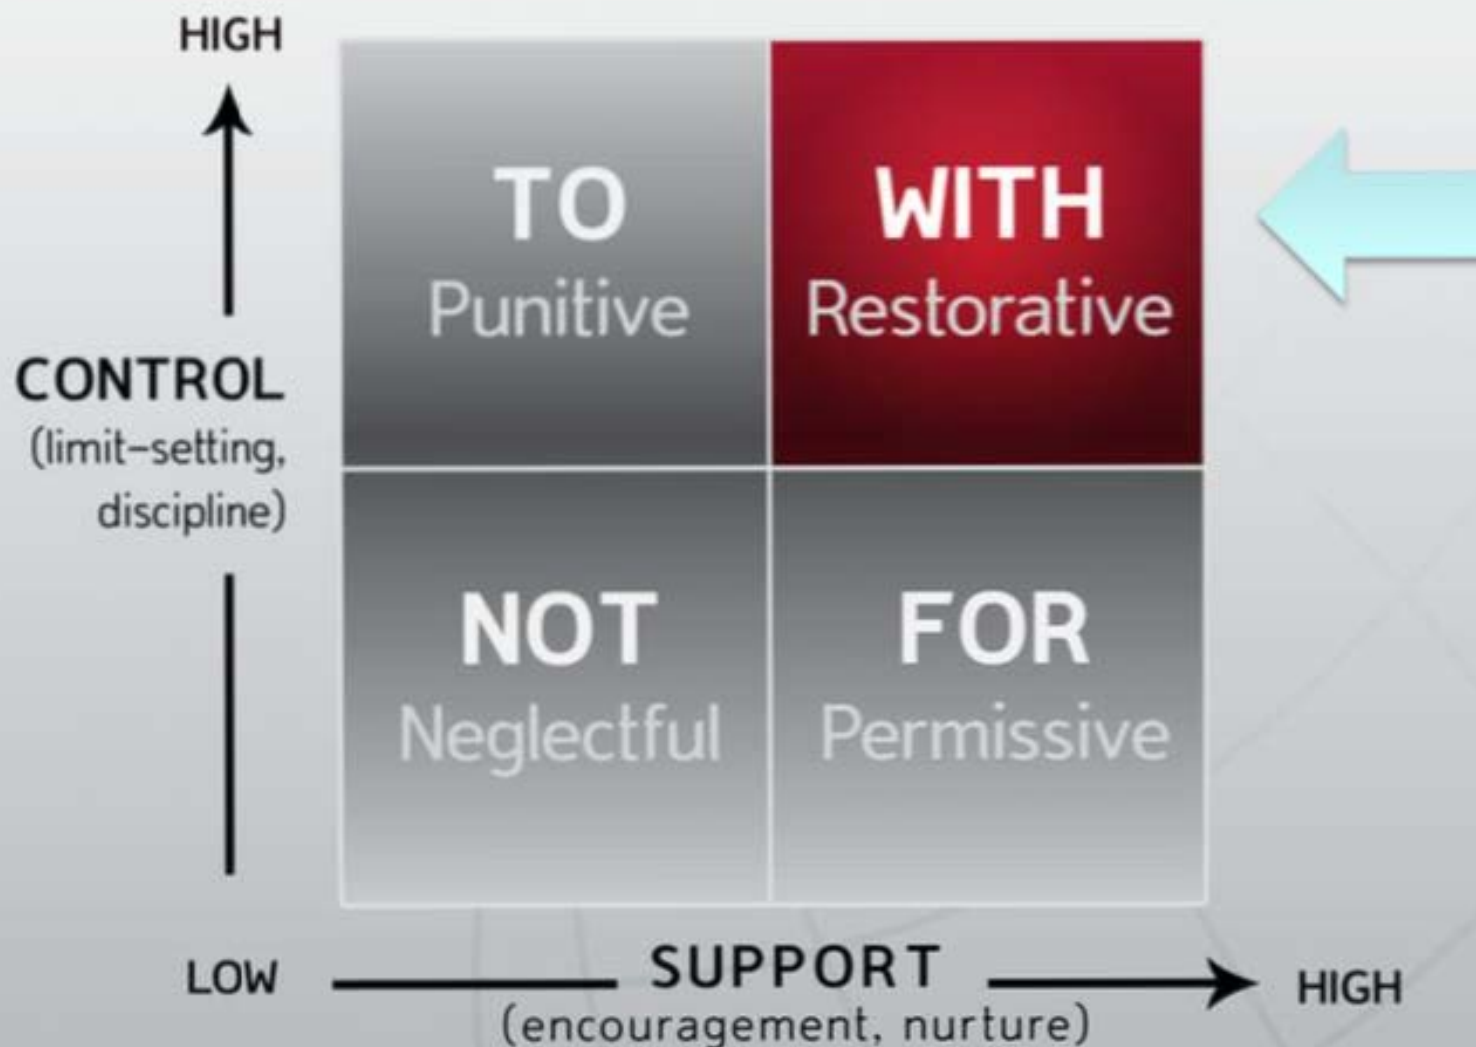 HIGH
TO
WITH
Punitive
Restorative
CONTROL
(limit-setting,
discipline)
NOT
FOR
Neglectful
Permissive
LOW
SUPPORT
HIGH
(encouragement, nurture)